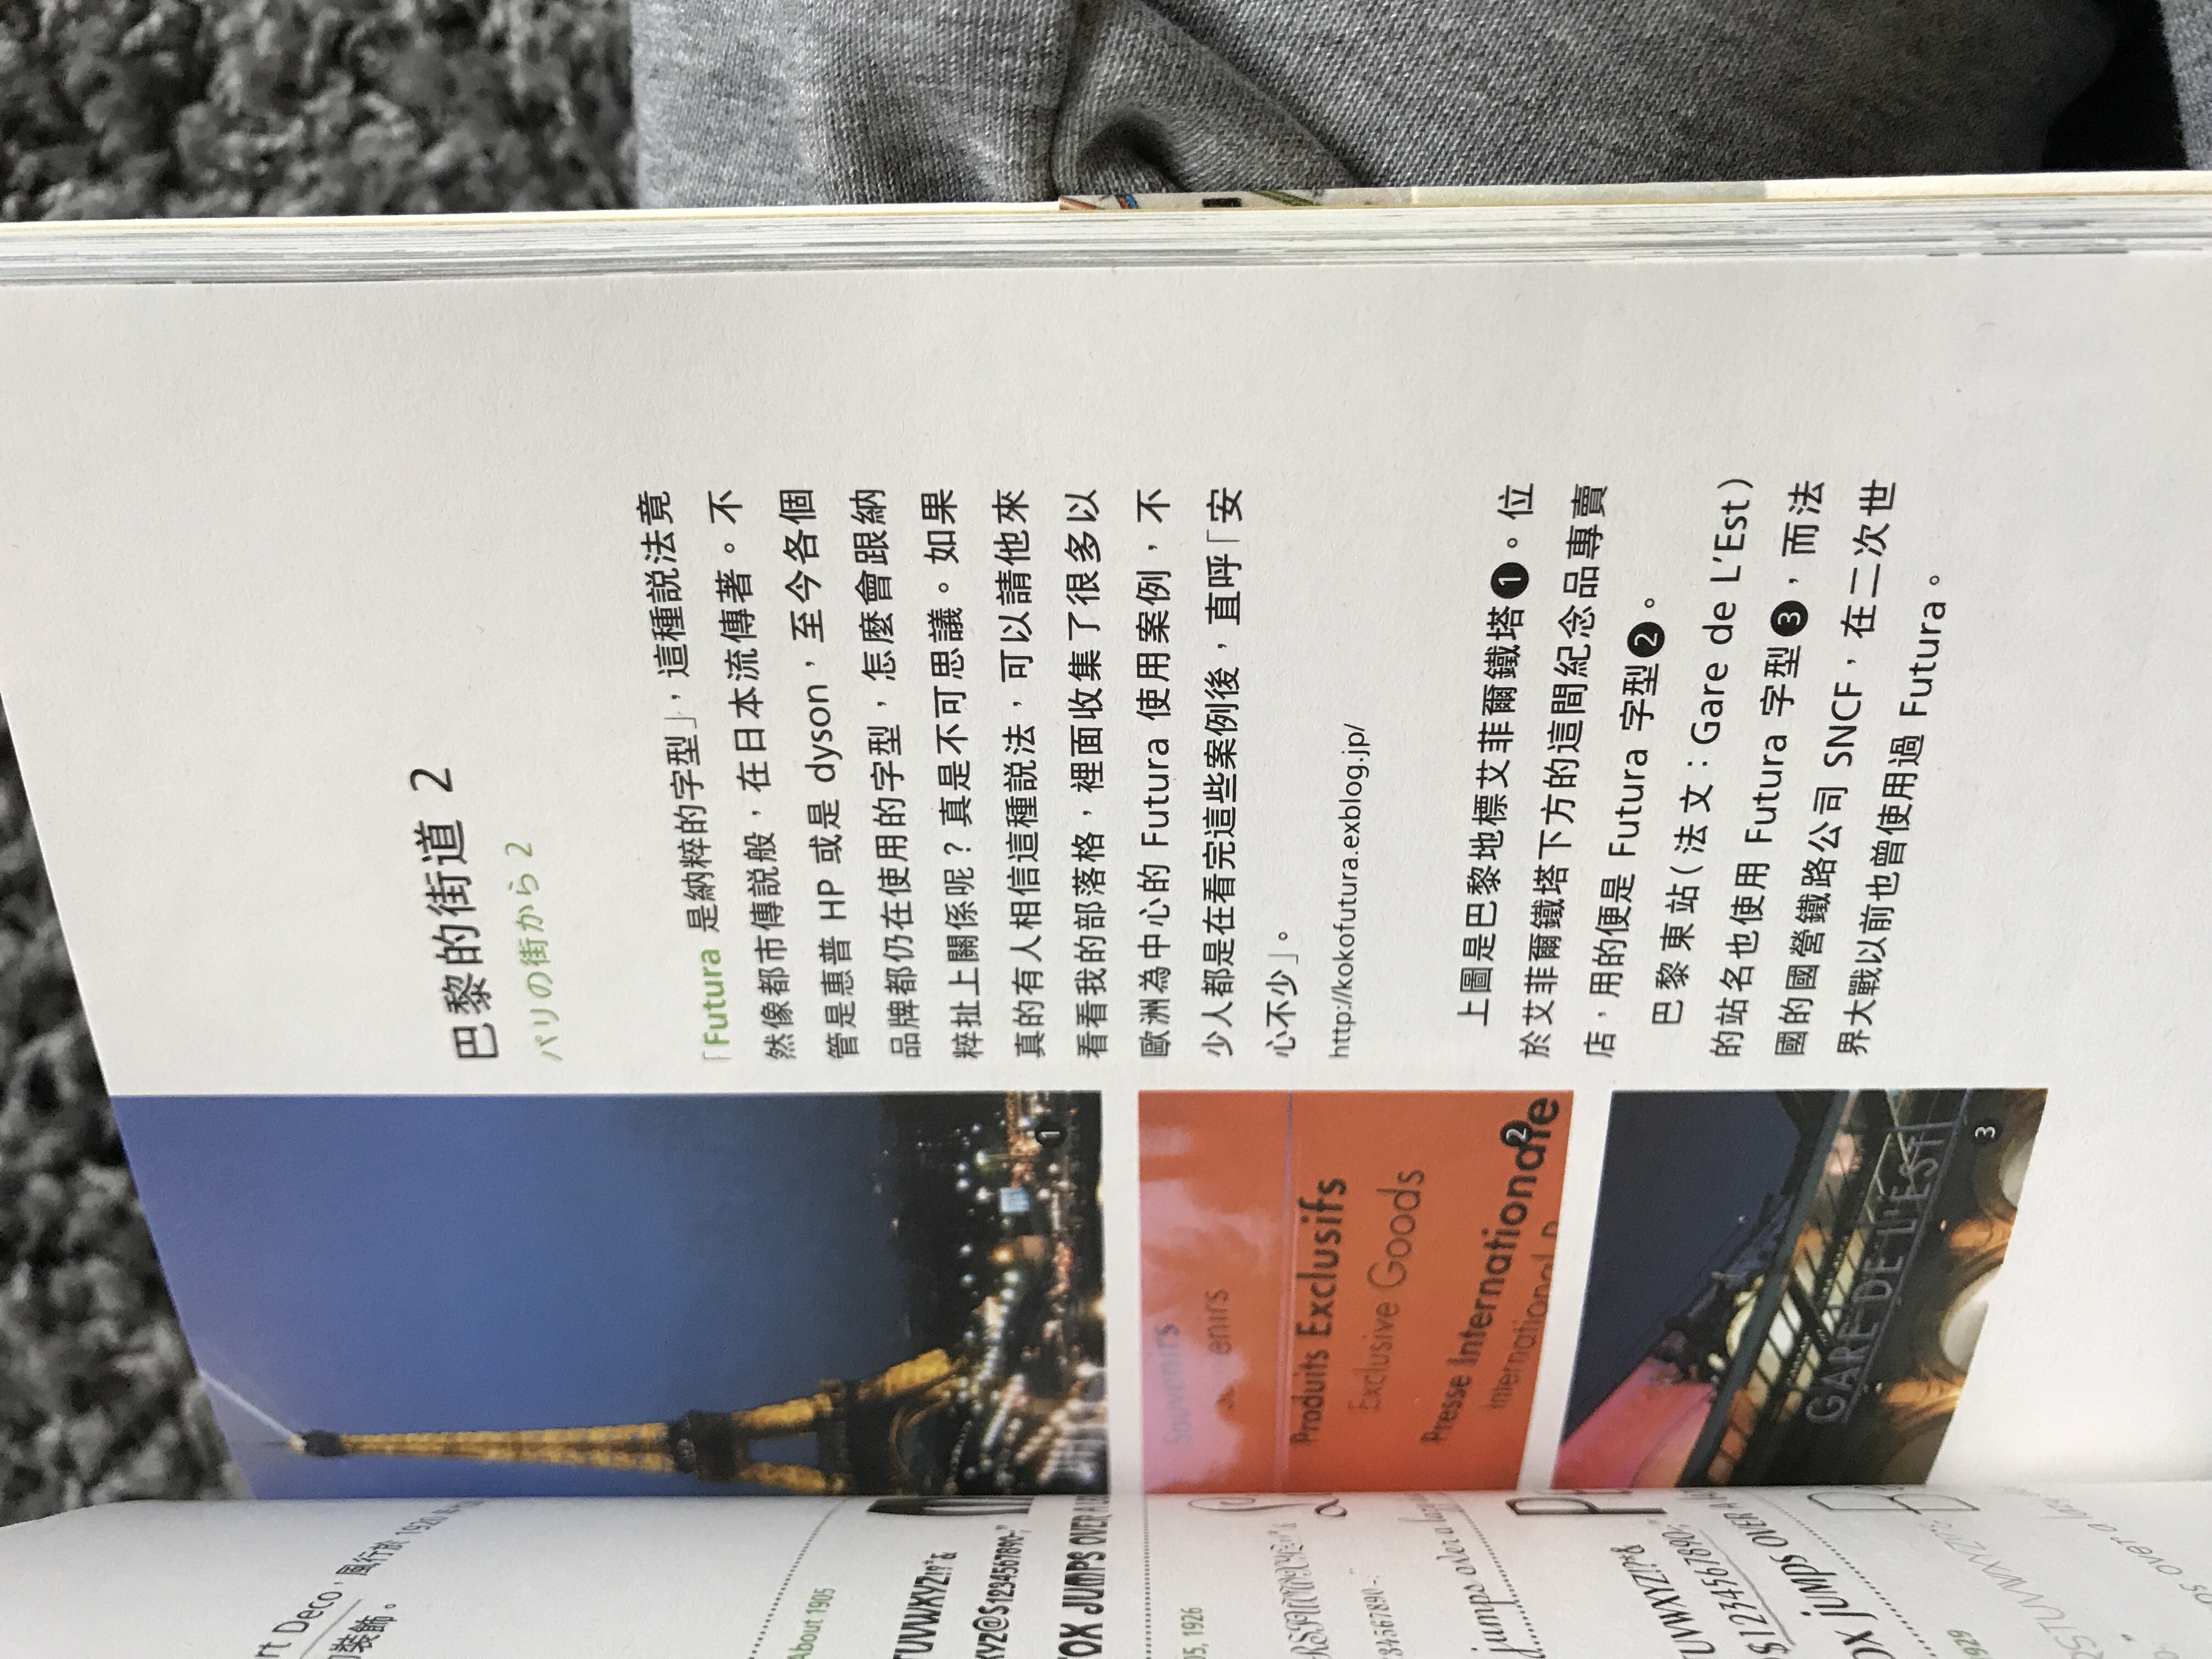 rt Deco，風行於 1920
裝飾。
About 1905
TUVWXYZ!?*&
XYZ@$1234567890
FOX JUMPS OVER A
05, 1926
234567890
jumps over a lazy
TUVWXYZ!?*&
$1234567890
OX JUMPS OVER A
1929
RSTUVWXYZ!?*&
over a lazy
1
Souvenirs
Souvenirs
Produits Exclusifs
Exclusive Goods
Presse Internationale
International
2
GARE DE L'EST
3
巴黎的街道 2
パリの街から 2
「Futura 是納粹的字型」，這種說法竟
然像都市傳說般，在日本流傳著。不
管是惠普 HP 或是 dyson，至今各個
品牌都仍在使用的字型，怎麼會跟納
粹扯上關係呢？真是不可思議。如果
真的有人相信這種說法，可以請他來
看看我的部落格，裡面收集了很多以
歐洲為中心的 Futura 使用案例，不
少人都是在看完這些案例後，直呼「安
心不少」。
http://kokofutura.exblog.jp/
上圖是巴黎地標艾菲爾鐵塔❶。位
於艾菲爾鐵塔下方的這間紀念品專賣
店，用的便是 Futura 字型❷。
巴黎東站（法文：Gare de L’Est）
的站名也使用 Futura 字型❸，而法
國的國營鐵路公司 SNCF，在二次世
界大戰以前也曾使用過 Futura。